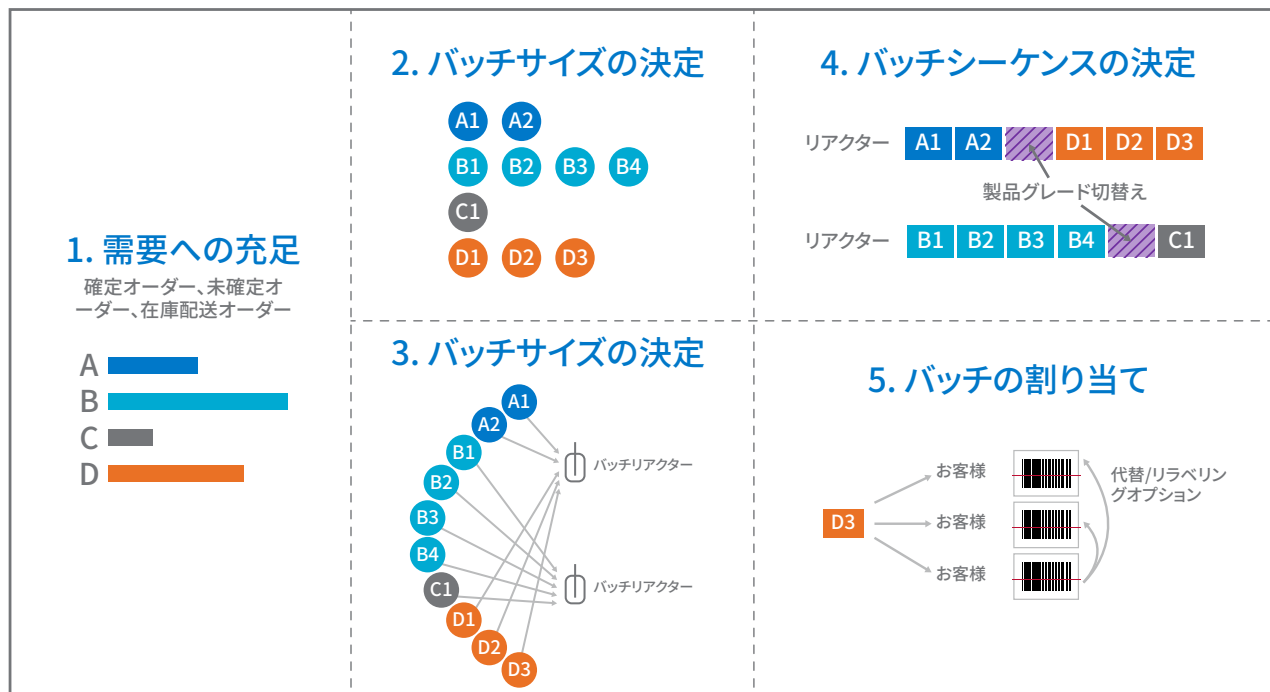 1. 需要への充足
確定オーダー、未確定オ
ーダー、在庫配送オーダー
A
B
C
D
2. バッチサイズの決定
A1 A2
B1 B2 B3 B4
C1
D1 D2 D3
3. バッチサイズの決定
A1
A2
B1
B2
B3
B4
C1
D1
D2
D3
バッチリアクター
バッチリアクター
4. バッチシーケンスの決定
リアクター A1 A2 D1 D2 D3
製品グレード切替え
リアクター B1 B2 B3 B4 C1
5. バッチの割り当て
D3
お客様
お客様
お客様
代替/リラベリン
グオプション